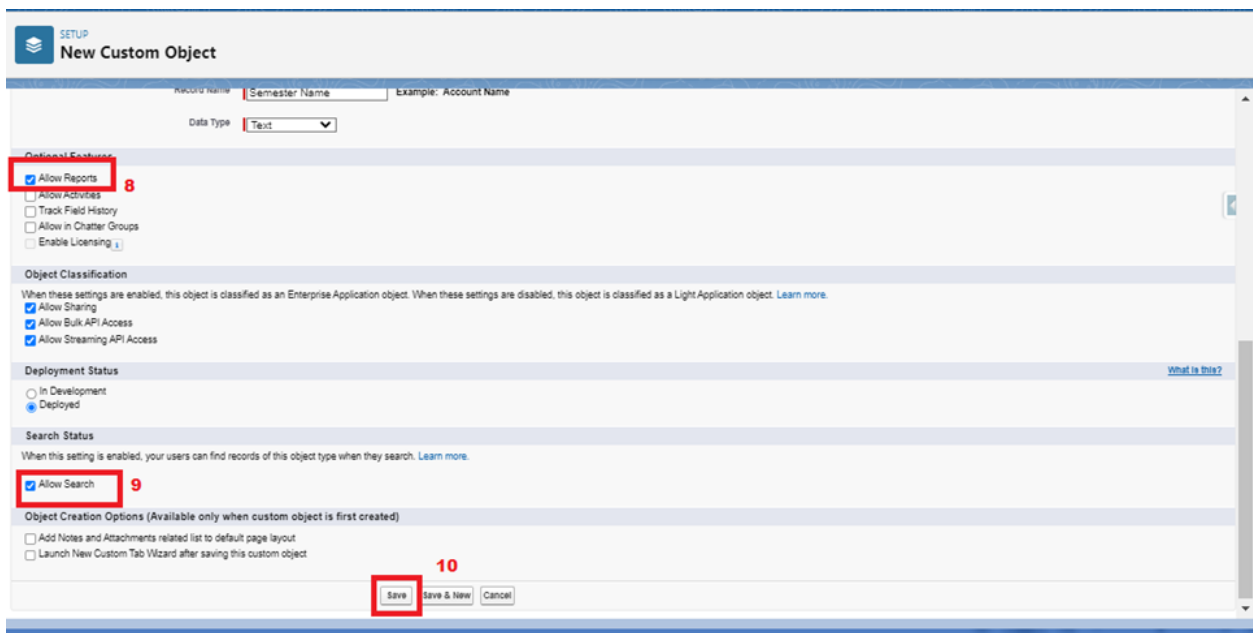 SETUP
New Custom Object
Record Name Semester Name Example: Account Name
Data Type Text
Optional Features
Allow Reports 8
Allow Activities
Track Field History
Allow in Chatter Groups
Enable Licensing i
Object Classification
When these settings are enabled, this object is classified as an Enterprise Application object. When these settings are disabled, this object is classified as a Light Application object. Learn more.
Allow Sharing
Allow Bulk API Access
Allow Streaming API Access
Deployment Status What is this?
In Development
Deployed
Search Status
When this setting is enabled, your users can find records of this object type when they search. Learn more.
Allow Search 9
Object Creation Options (Available only when custom object is first created)
Add Notes and Attachments related list to default page layout
Launch New Custom Tab Wizard after saving this custom object
10
Save Save & New Cancel